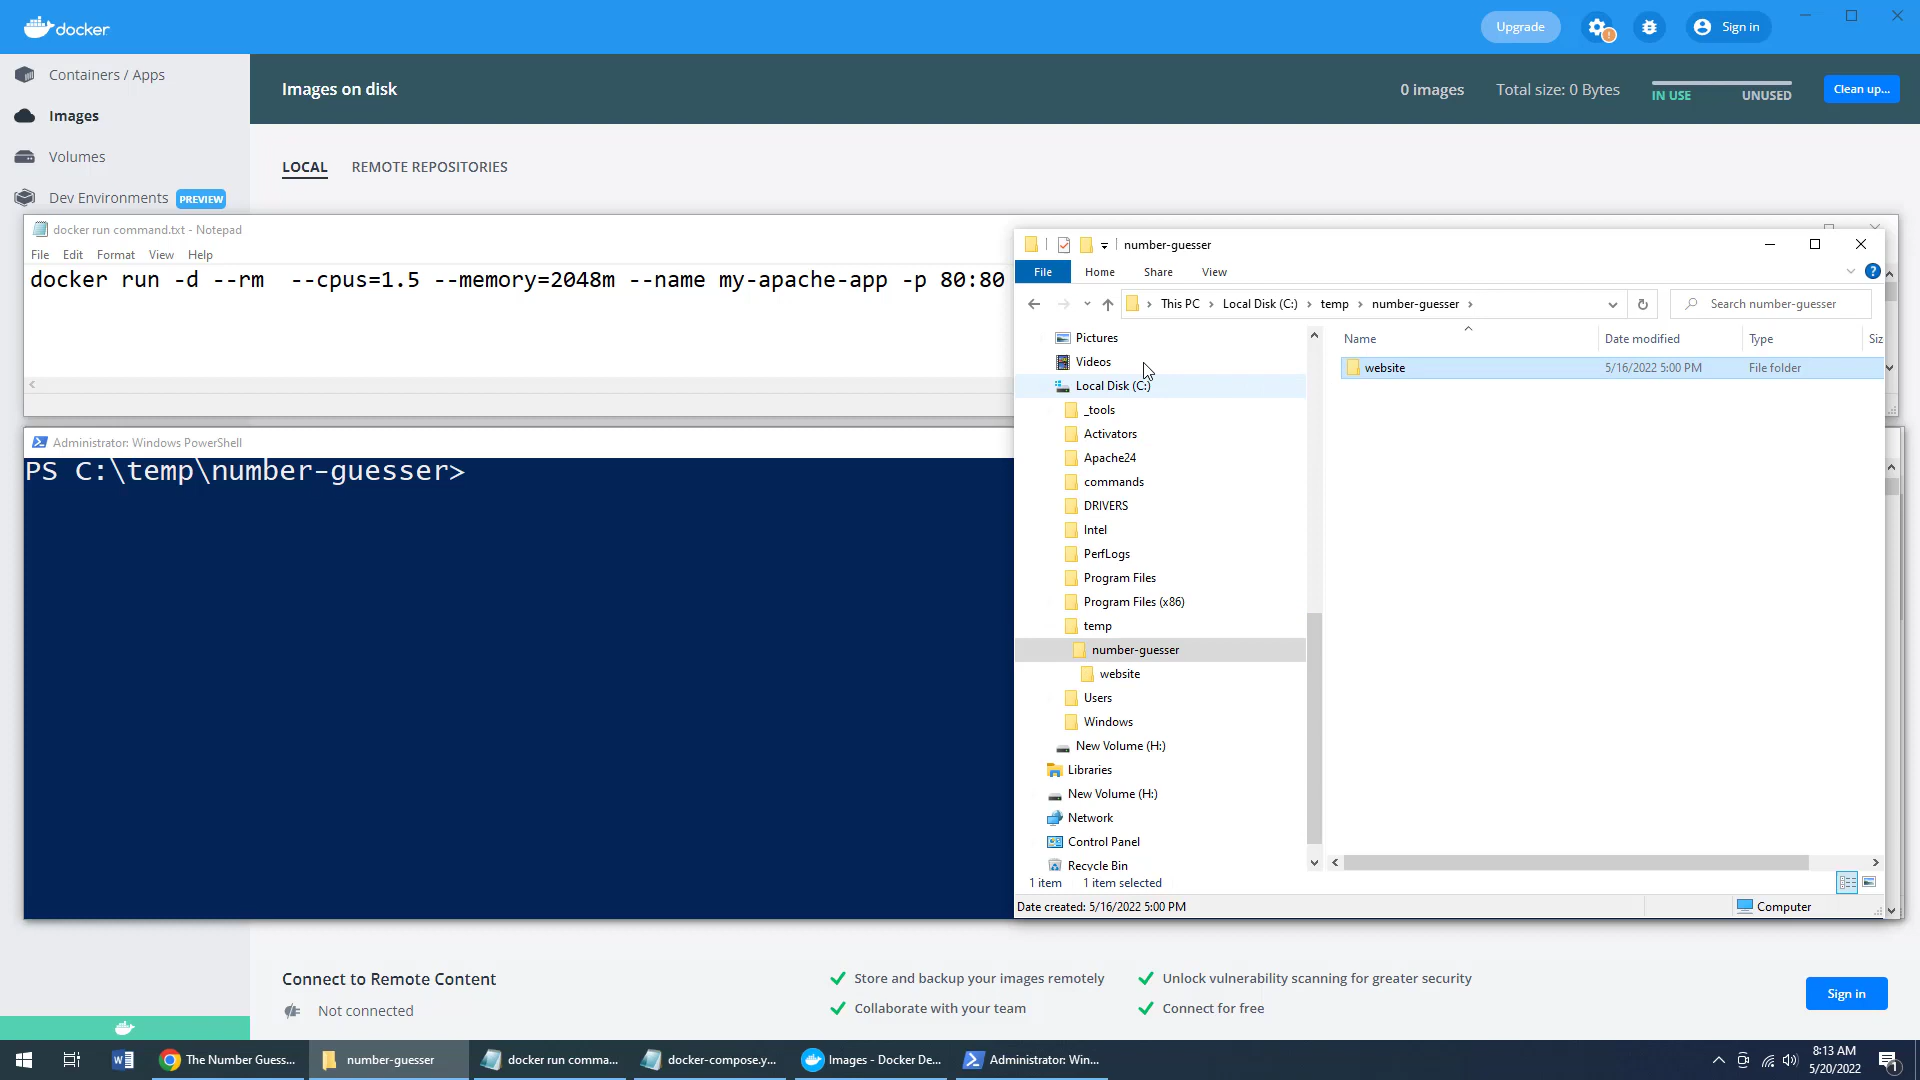 docker
Upgrade
Sign in
Containers / Apps
Images
Volumes
Dev Environments PREVIEW
Images on disk
0 images
Total size: 0 Bytes
IN USE
UNUSED
Clean up...
LOCAL
REMOTE REPOSITORIES
docker run command.txt - Notepad
File Edit Format View Help
docker run -d --rm  --cpus=1.5 --memory=2048m --name my-apache-app -p 80:80
Administrator: Windows PowerShell
PS C:\temp\number-guesser>
number-guesser
File Home Share View
This PC > Local Disk (C:) > temp > number-guesser >
Search number-guesser
Pictures
Videos
Local Disk (C:)
_tools
Activators
Apache24
commands
DRIVERS
Intel
PerfLogs
Program Files
Program Files (x86)
temp
number-guesser
website
Users
Windows
New Volume (H:)
Libraries
New Volume (H:)
Network
Control Panel
Recycle Bin
Name Date modified Type Siz
website 5/16/2022 5:00 PM File folder
1 item 1 item selected
Date created: 5/16/2022 5:00 PM
Computer
Connect to Remote Content
Not connected
Store and backup your images remotely
Collaborate with your team
Unlock vulnerability scanning for greater security
Connect for free
Sign in
The Number Guess...
number-guesser
docker run comma...
docker-compose.y...
Images - Docker De...
Administrator: Win...
8:13 AM
5/20/2022
1